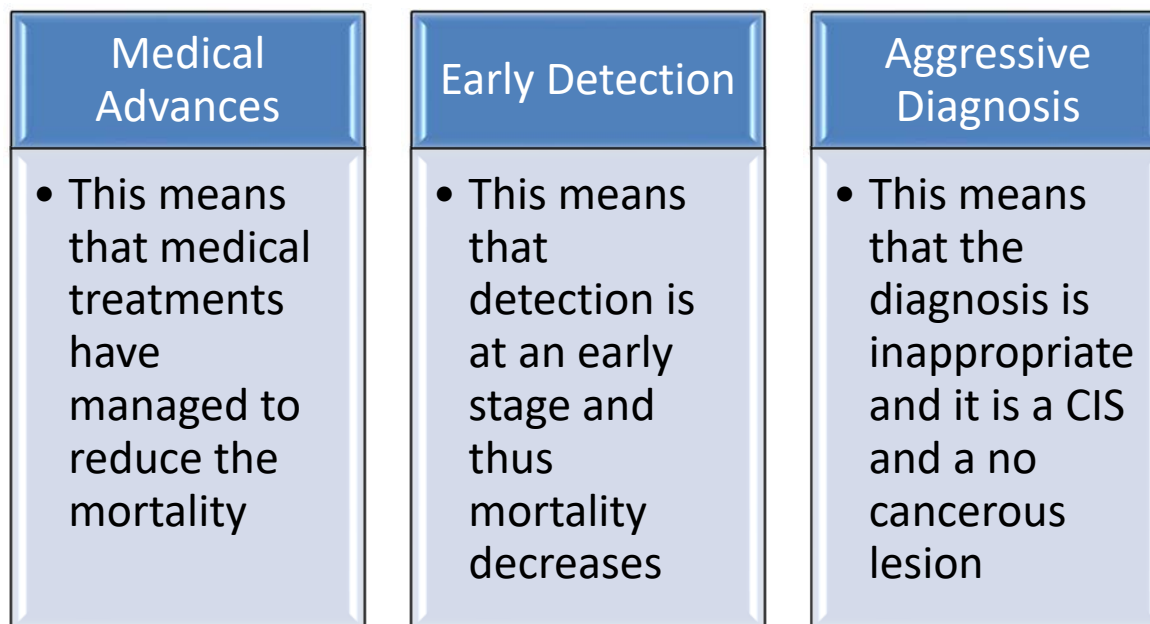 Medical
Advances
• This means
that medical
treatments
have
managed to
reduce the
mortality
Early Detection
• This means
that
detection is
at an early
stage and
thus
mortality
decreases
Aggressive
Diagnosis
• This means
that the
diagnosis is
inappropriate
and it is a CIS
and a no
cancerous
lesion